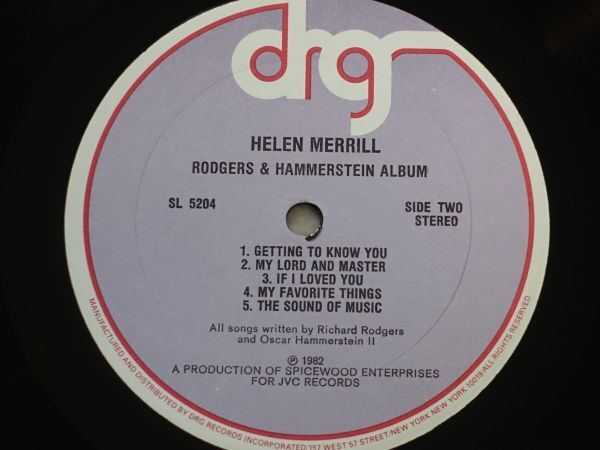 drg
HELEN MERRILL
RODGERS & HAMMERSTEIN ALBUM
SL 5204
SIDE TWO
STEREO
1. GETTING TO KNOW YOU
2. MY LORD AND MASTER
3. IF I LOVED YOU
4. MY FAVORITE THINGS
5. THE SOUND OF MUSIC
All songs written by Richard Rodgers
and Oscar Hammerstein II
℗ 1982
A PRODUCTION OF SPICEWOOD ENTERPRISES
FOR JVC RECORDS
MANUFACTURED AND DISTRIBUTED BY DRG RECORDS INCORPORATED/157 WEST 57 STREET/NEW YORK, NEW YORK 10019•ALL RIGHTS RESERVED